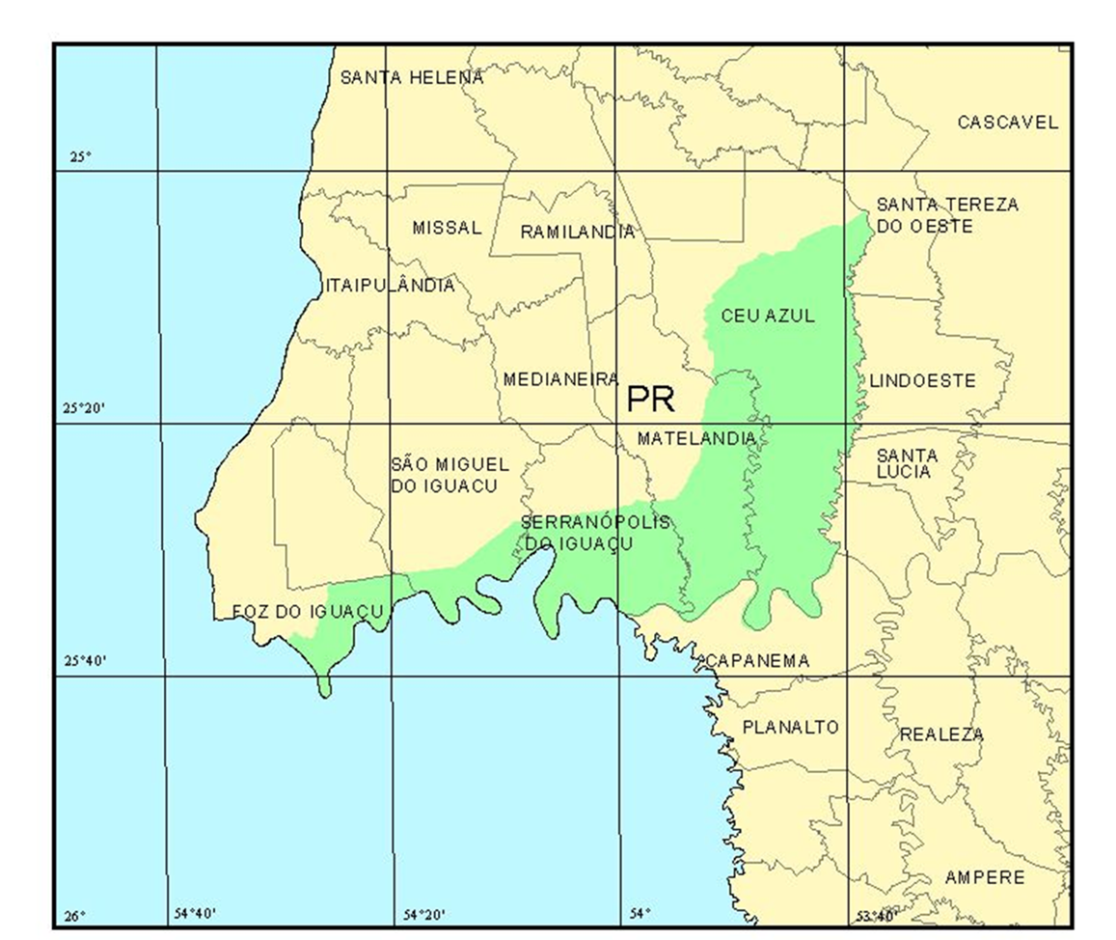 SANTA HELENA
CASCAVEL
25°
SANTA TEREZA
DO OESTE
MISSAL
RAMILANDIA
ITAIPULÂNDIA
CEU AZUL
MEDIANEIRA
LINDOESTE
PR
25°20'
MATELANDIA
SÃO MIGUEL
DO IGUACU
SANTA
LUCIA
SERRANÓPOLIS
DO IGUAÇU
FOZ DO IGUAÇU
25°40'
CAPANEMA
PLANALTO
REALEZA
AMPERE
26°
54°40'
54°20'
54°
53°40'